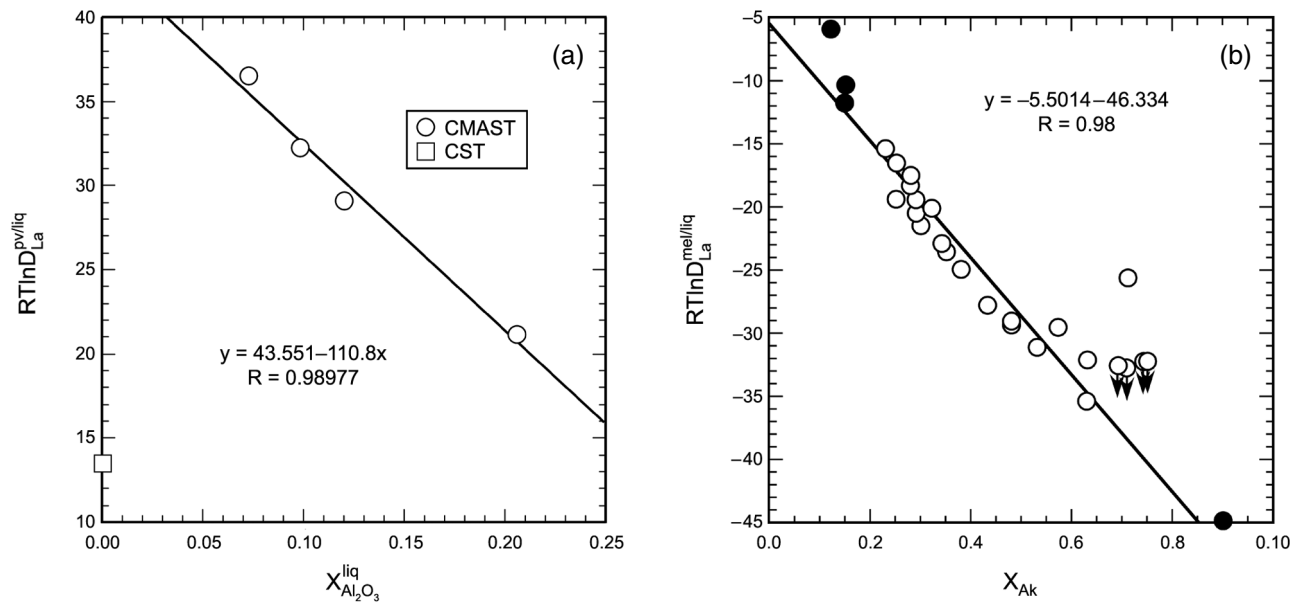 (a)
40
35
30
25
20
15
10
RTlnD^{pv/liq}_{La}
CMAST
CST
y = 43.551–110.8x
R = 0.98977
0.00 0.05 0.10 0.15 0.20 0.25
X^{liq}_{Al₂O₃}
(b)
–5
–10
–15
–20
–25
–30
–35
–40
–45
RTlnD^{mel/liq}_{La}
y = –5.5014–46.334
R = 0.98
0.0 0.2 0.4 0.6 0.8 0.10
X_{Ak}